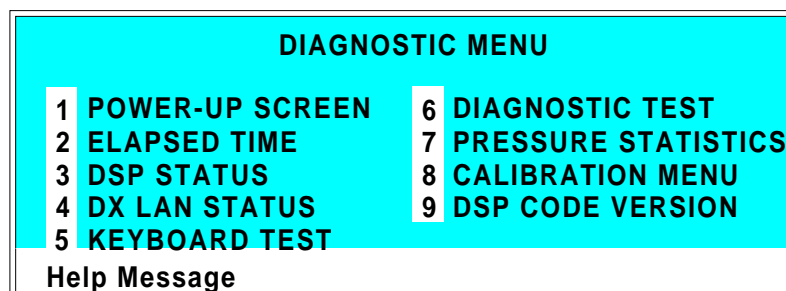 DIAGNOSTIC MENU
1 POWER-UP SCREEN
2 ELAPSED TIME
3 DSP STATUS
4 DX LAN STATUS
5 KEYBOARD TEST
6 DIAGNOSTIC TEST
7 PRESSURE STATISTICS
8 CALIBRATION MENU
9 DSP CODE VERSION
Help Message